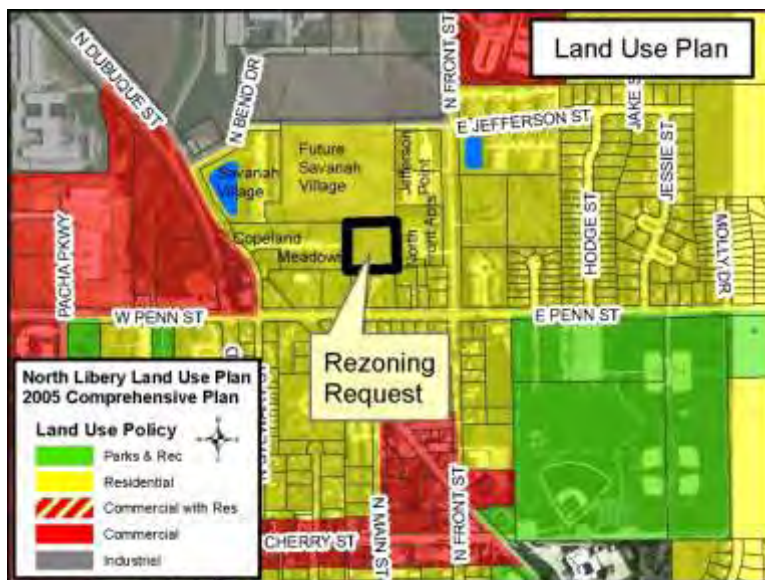 Land Use Plan
N DUBUQUE ST
N BEND DR
N FRONT ST
E JEFFERSON ST
JAKE S
JESSIE ST
HODGE ST
MOLLY DR
Savanah
Village
Future
Savanah
Village
Jefferson
Point
Copeland
Meadow
North
Front Apts
PACHA PKWY
W PENN ST
E PENN ST
Rezoning
Request
N MAIN ST
N FRONT ST
CHERRY ST
North Libery Land Use Plan
2005 Comprehensive Plan
Land Use Policy
Parks & Rec
Residential
Commercial with Res
Commercial
Industriel